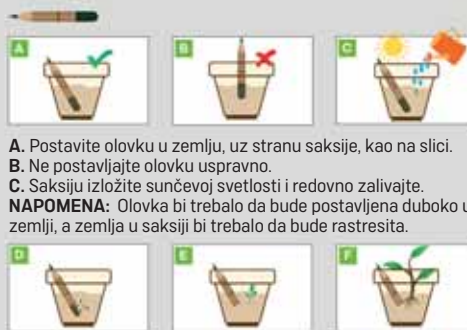 A
B
C
A. Postavite olovku u zemlju, uz stranu saksije, kao na slici.
B. Ne postavljajte olovku uspravno.
C. Saksiju izložite sunčevoj svetlosti i redovno zalivajte.
NAPOMENA: Olovka bi trebalo da bude postavljena duboko u
zemlji, a zemlja u saksiji bi trebalo da bude rastresita.
D
E
F